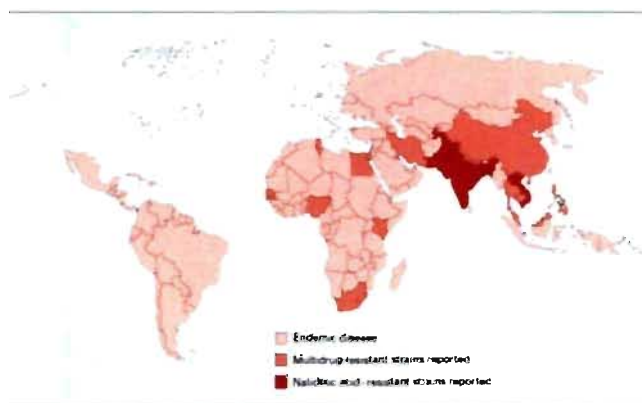 Endemic disease
Multidrug-resistant strains reported
Nalidixic acid-resistant strains reported